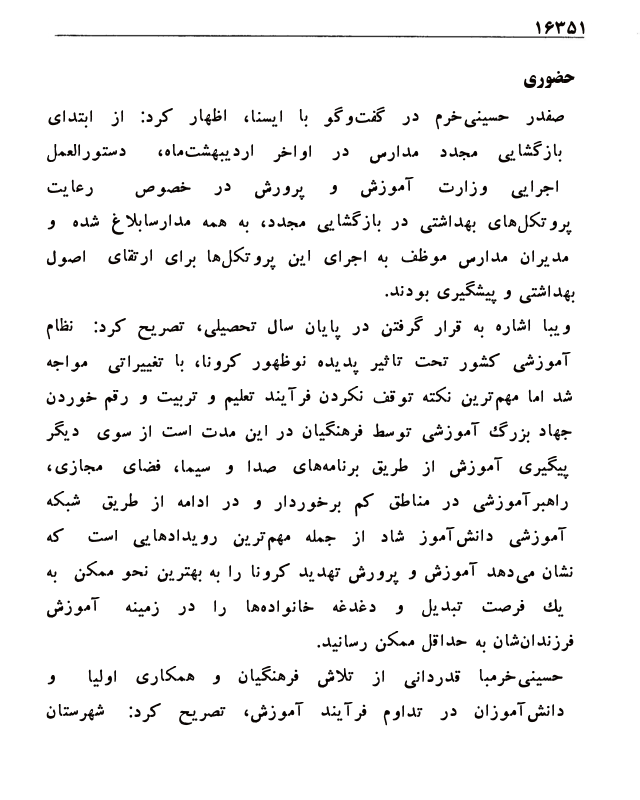 ۱۶۳۵۱
حضوری
صفدر حسینی‌خرم در گفت‌وگو با ایسنا، اظهار کرد: از ابتدای
بازگشایی مجدد مدارس در اواخر اردیبهشت‌ماه، دستورالعمل
اجرایی وزارت آموزش و پرورش در خصوص رعایت
پروتکل‌های بهداشتی در بازگشایی مجدد، به همه مدارسابلاغ شده و
مدیران مدارس موظف به اجرای این پروتکل‌ها برای ارتقای اصول
بهداشتی و پیشگیری بودند.
ویبا اشاره به قرار گرفتن در پایان سال تحصیلی، تصریح کرد: نظام
آموزشی کشور تحت تاثیر پدیده نوظهور کرونا، با تغییراتی مواجه
شد اما مهم‌ترین نکته توقف نکردن فرآیند تعلیم و تربیت و رقم خوردن
جهاد بزرگ آموزشی توسط فرهنگیان در این مدت است از سوی دیگر
پیگیری آموزش از طریق برنامه‌های صدا و سیما، فضای مجازی،
راهبرآموزشی در مناطق کم برخوردار و در ادامه از طریق شبکه
آموزشی دانش‌آموز شاد از جمله مهم‌ترین رویدادهایی است که
نشان می‌دهد آموزش و پرورش تهدید کرونا را به بهترین نحو ممکن به
یك فرصت تبدیل و دغدغه خانواده‌ها را در زمینه آموزش
فرزندان‌شان به حداقل ممکن رسانید.
حسینی‌خرمبا قدردانی از تلاش فرهنگیان و همکاری اولیا و
دانش‌آموزان در تداوم فرآیند آموزش، تصریح کرد: شهرستان